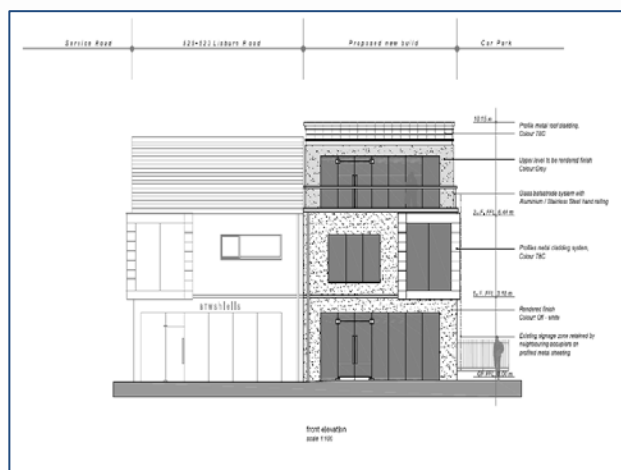 Service Road
Lisburn Road
Proposed new build
Car Park
Profile metal roof cladding,
Colour TBC
Upper level to be rendered finish
Colour Grey
Glass balustrade system with
Aluminium / Stainless Steel hand railing
Profiled metal cladding system,
Colour TBC
Rendered finish
Colour Off - white
Existing signage zone retained by
neighbouring occupiers on
profiled metal sheeting
front elevation
scale 1:100